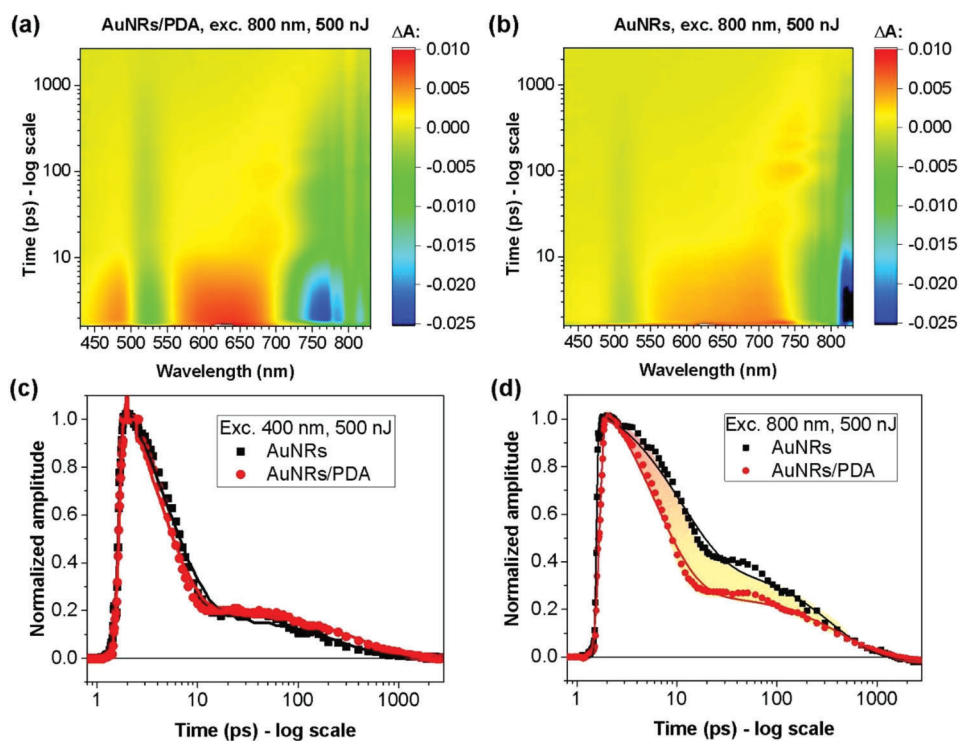 (a) AuNRs/PDA, exc. 800 nm, 500 nJ ΔA:
0.010
0.005
0.000
-0.005
-0.010
-0.015
-0.020
-0.025
1000
100
10
Time (ps) - log scale
450 500 550 600 650 700 750 800
Wavelength (nm)
(b) AuNRs, exc. 800 nm, 500 nJ ΔA:
0.010
0.005
0.000
-0.005
-0.010
-0.015
-0.020
-0.025
1000
100
10
Time (ps) - log scale
450 500 550 600 650 700 750 800
Wavelength (nm)
(c)
Exc. 400 nm, 500 nJ
AuNRs
AuNRs/PDA
1.0
0.8
0.6
0.4
0.2
0.0
Normalized amplitude
1 10 100 1000
Time (ps) - log scale
(d)
Exc. 800 nm, 500 nJ
AuNRs
AuNRs/PDA
1.0
0.8
0.6
0.4
0.2
0.0
Normalized amplitude
1 10 100 1000
Time (ps) - log scale